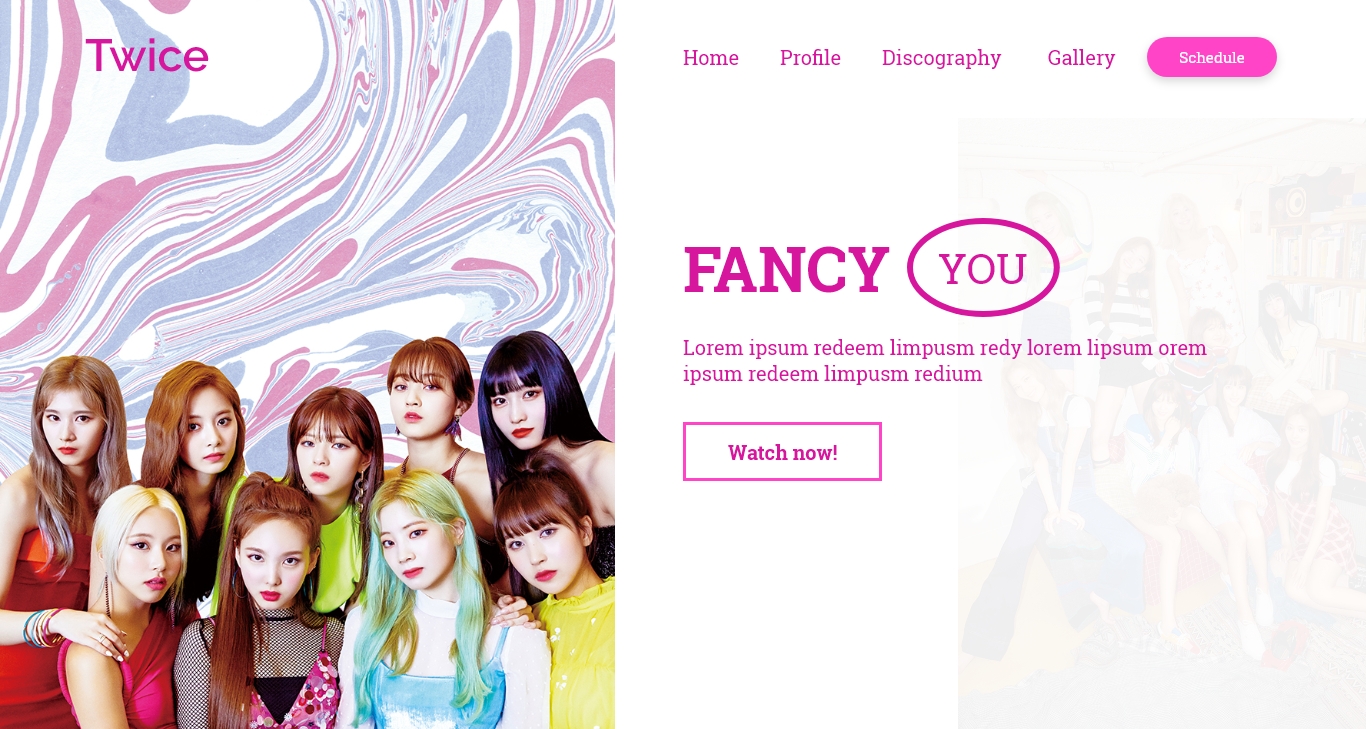 Twice
Home Profile Discography Gallery Schedule
FANCY YOU
Lorem ipsum redeem limpusm redy lorem lipsum orem
ipsum redeem limpusm redium
Watch now!